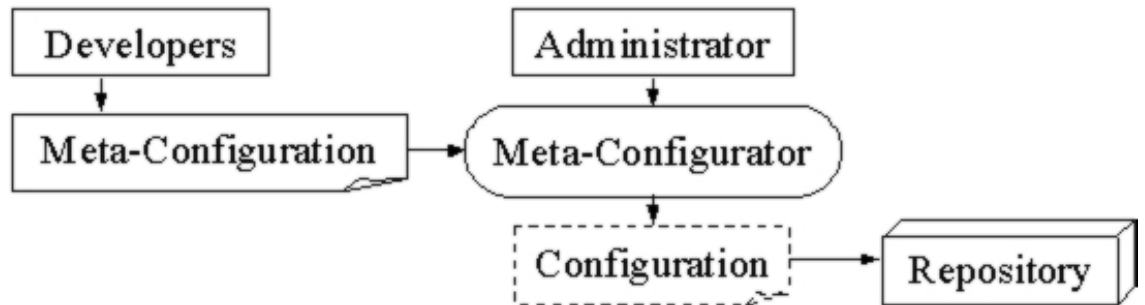 Developers
Administrator
Meta-Configuration
Meta-Configurator
Configuration
Repository